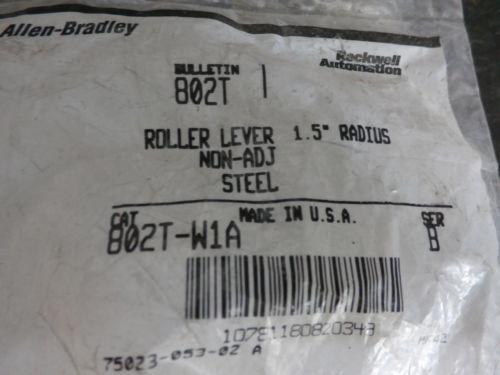 Allen-Bradley
Rockwell
Automation
BULLETIN
802T
ROLLER LEVER 1.5" RADIUS
NON-ADJ
STEEL
MADE IN U.S.A.
CAT SER
802T-W1A B
10781180820348
75023-053-02 A